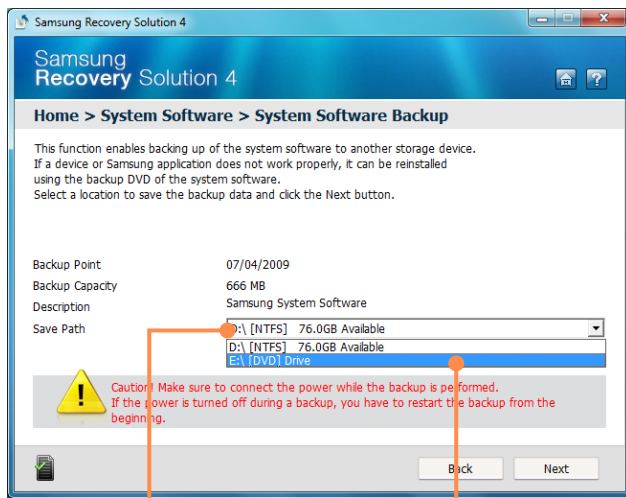 Samsung Recovery Solution 4
Samsung
Recovery Solution 4
Home > System Software > System Software Backup
This function enables backing up of the system software to another storage device.
If a device or Samsung application does not work properly, it can be reinstalled
using the backup DVD of the system software.
Select a location to save the backup data and click the Next button.
Backup Point 07/04/2009
Backup Capacity 666 MB
Description Samsung System Software
Save Path D:\ [NTFS] 76.0GB Available
D:\ [NTFS] 76.0GB Available
E:\ [DVD] Drive
Caution! Make sure to connect the power while the backup is performed.
If the power is turned off during a backup, you have to restart the backup from the
beginning.
Back Next